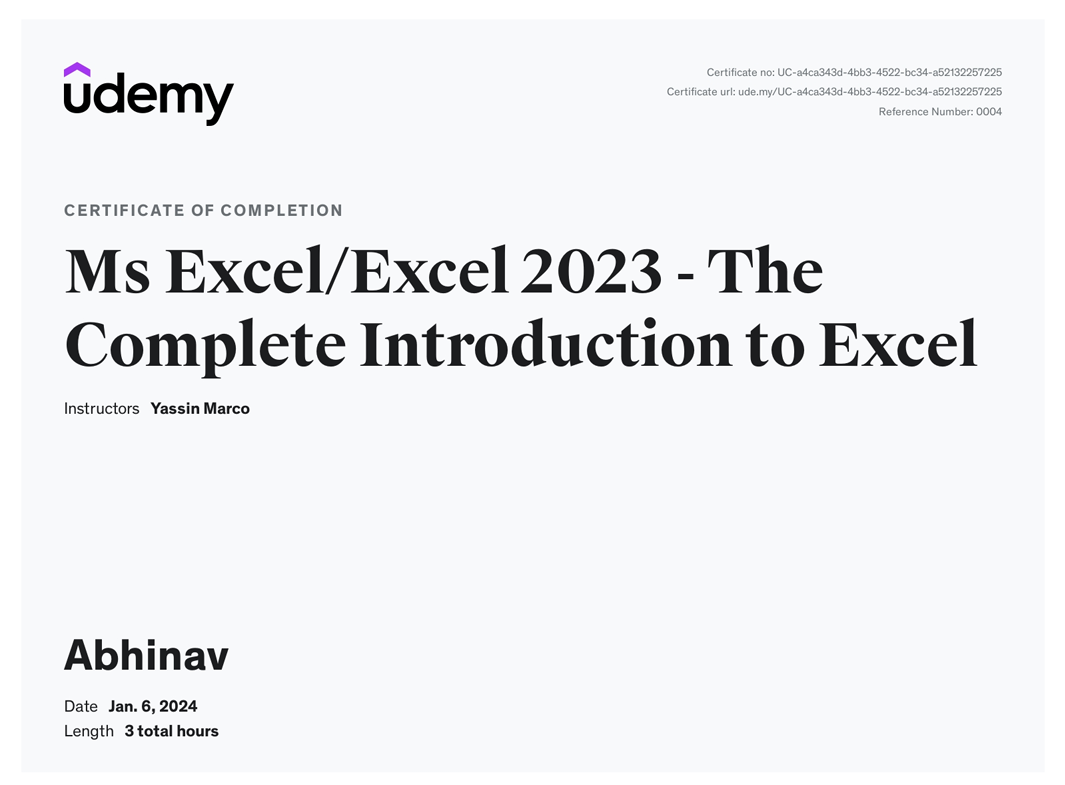 udemy
Certificate no: UC-a4ca343d-4bb3-4522-bc34-a52132257225
Certificate url: ude.my/UC-a4ca343d-4bb3-4522-bc34-a52132257225
Reference Number: 0004
CERTIFICATE OF COMPLETION
Ms Excel/Excel 2023 - The
Complete Introduction to Excel
Instructors Yassin Marco
Abhinav
Date Jan. 6, 2024
Length 3 total hours